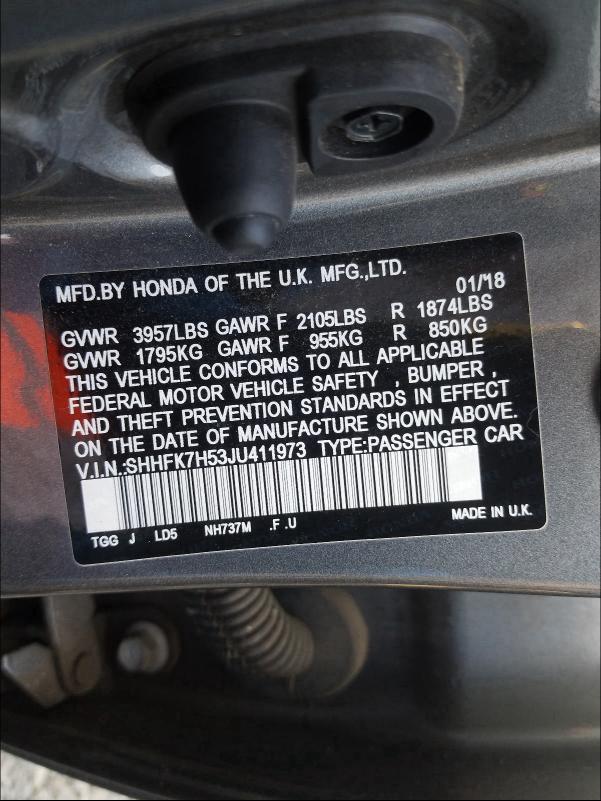 MFD.BY HONDA OF THE U.K. MFG.,LTD. 01/'18
GVWR 3957LBS GAWR F 2105LBS R 1874LBS
GVWR 1795KG GAWR F 955KG R 850KG
THIS VEHICLE CONFORMS TO ALL APPLICABLE
FEDERAL MOTOR VEHICLE SAFETY , BUMPER ,
AND THEFT PREVENTION STANDARDS IN EFFECT
ON THE DATE OF MANUFACTURE SHOWN ABOVE.
V.I.N.:SHHFK7H53JU411973 TYPE:PASSENGER CAR
TGG J LD5 NH737M .F .U MADE IN U.K.